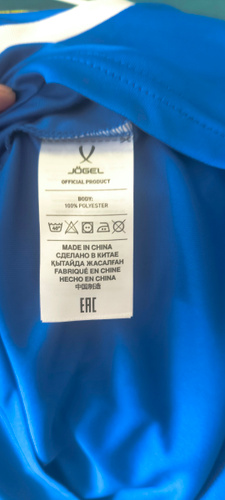 JÖGEL
OFFICIAL PRODUCT
BODY:
100% POLYESTER
MADE IN CHINA
СДЕЛАНО В КИТАЕ
ҚЫТАЙДА ЖАСАЛҒАН
FABRIQUÉ EN CHINE
HECHO EN CHINA
中国制造
EAC